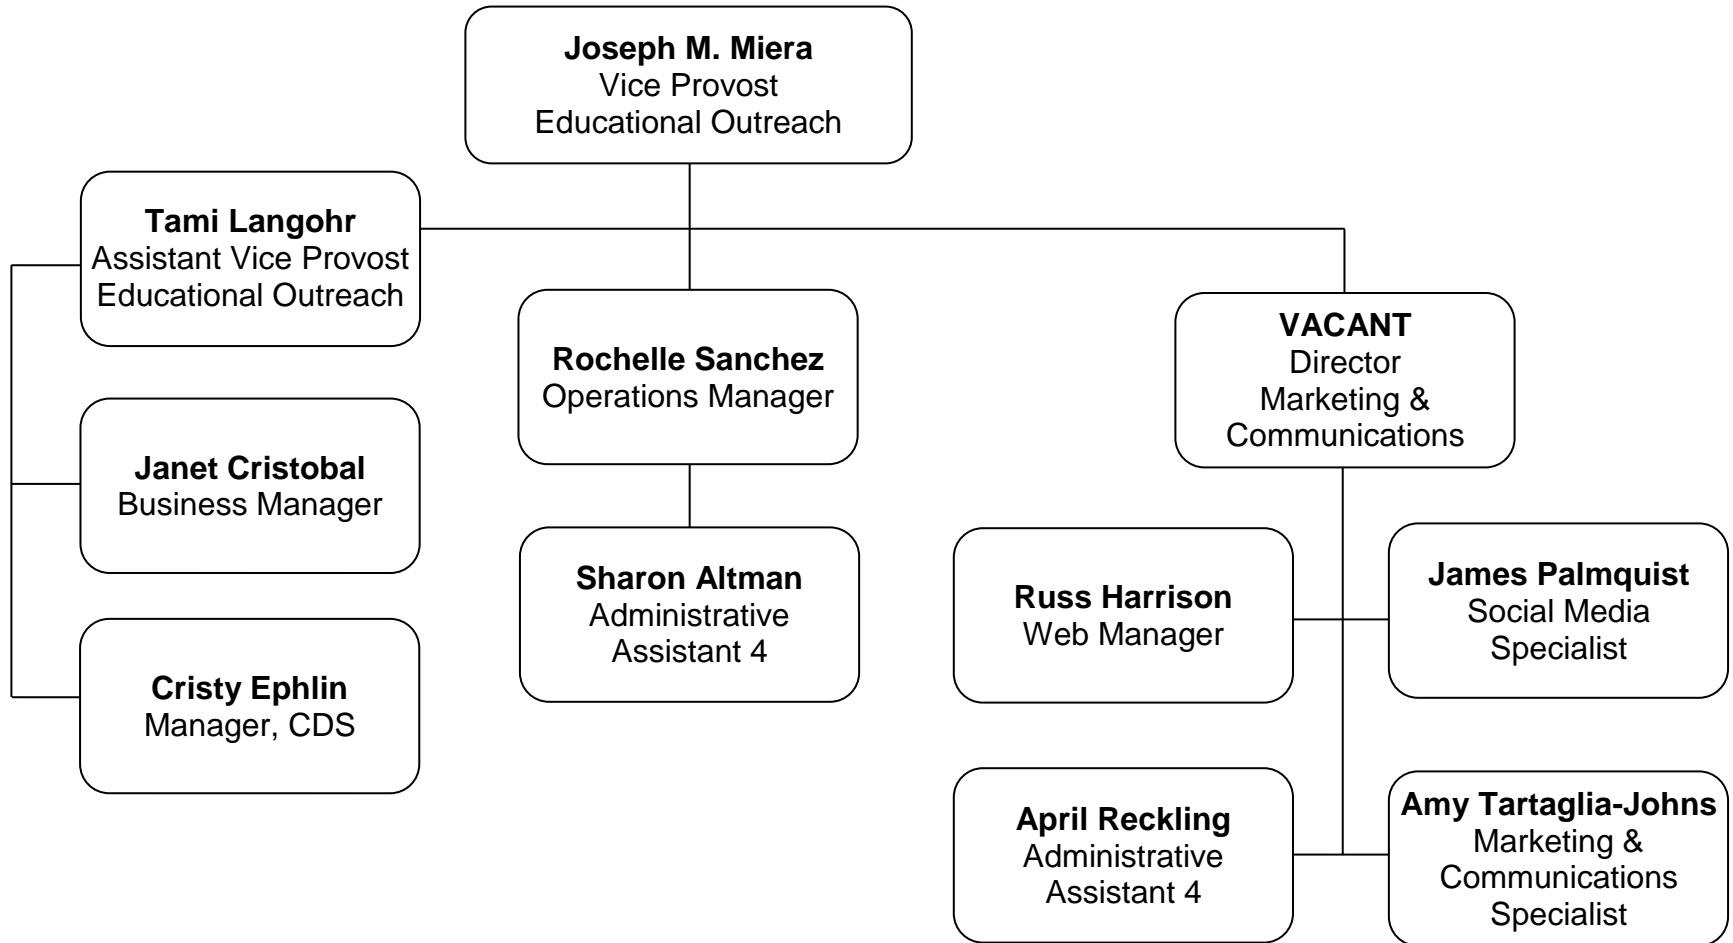 Joseph M. Miera
Vice Provost
Educational Outreach
Tami Langohr
Assistant Vice Provost
Educational Outreach
Janet Cristobal
Business Manager
Cristy Ephlin
Manager, CDS
Rochelle Sanchez
Operations Manager
Sharon Altman
Administrative
Assistant 4
VACANT
Director
Marketing &
Communications
Russ Harrison
Web Manager
James Palmquist
Social Media
Specialist
April Reckling
Administrative
Assistant 4
Amy Tartaglia-Johns
Marketing &
Communications
Specialist